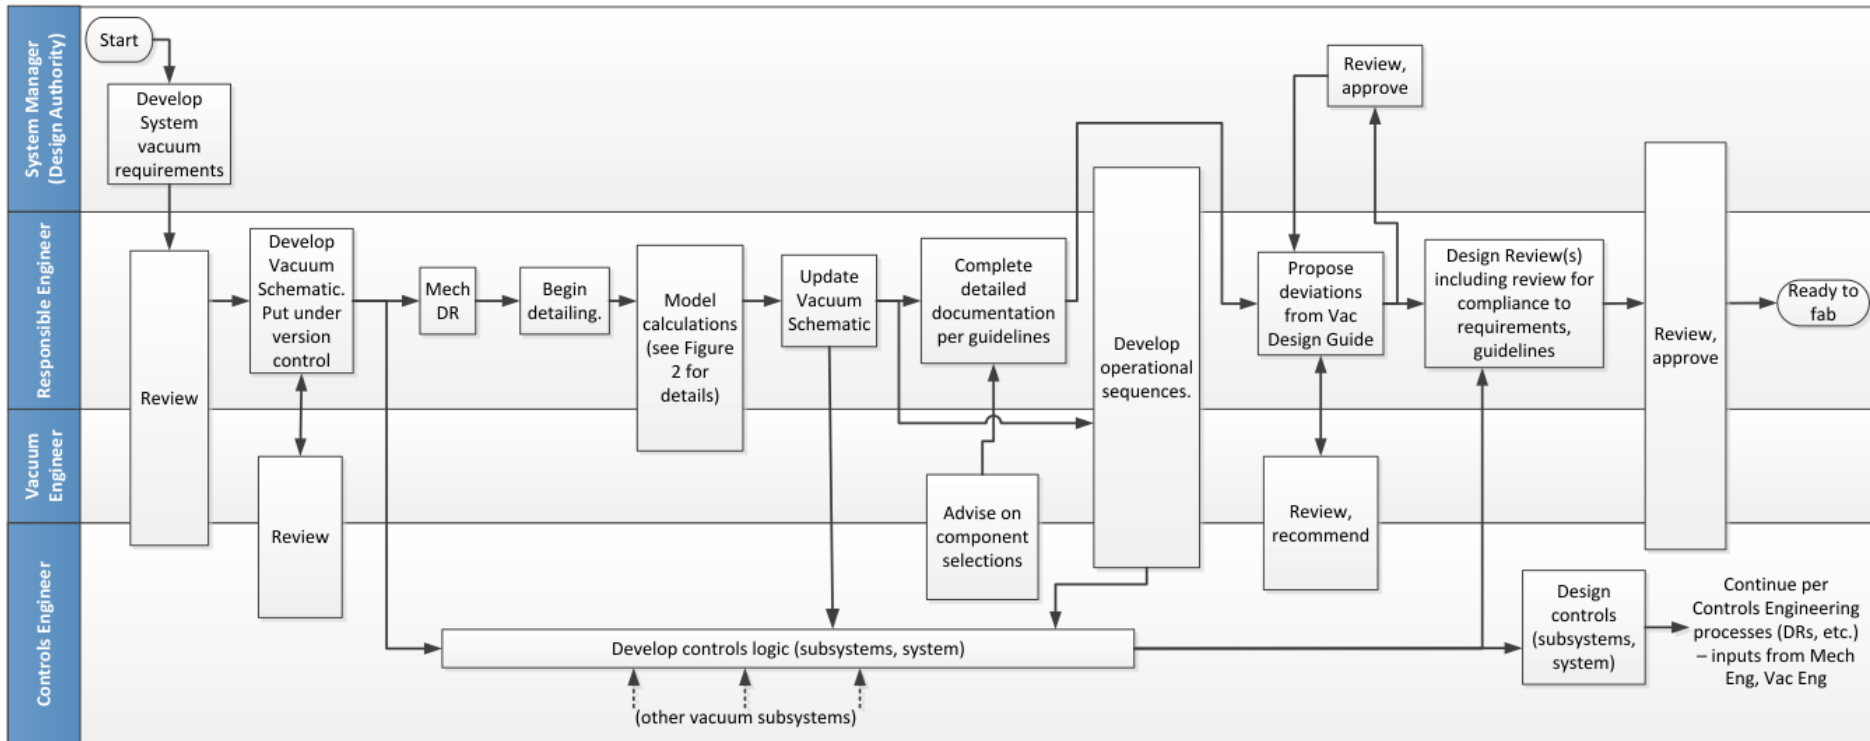 System Manager
(Design Authority)
Start
Develop
System
vacuum
requirements
Review,
approve
Responsible Engineer
Review
Develop
Vacuum
Schematic.
Put under
version
control
Mech
DR
Begin
detailing.
Model
calculations
(see Figure
2 for
details)
Update
Vacuum
Schematic
Complete
detailed
documentation
per guidelines
Develop
operational
sequences.
Propose
deviations
from Vac
Design Guide
Design Review(s)
including review for
compliance to
requirements,
guidelines
Review,
approve
Ready to
fab
Vacuum
Engineer
Review
Advise on
component
selections
Review,
recommend
Controls Engineer
Develop controls logic (subsystems, system)
(other vacuum subsystems)
Design
controls
(subsystems,
system)
Continue per
Controls Engineering
processes (DRs, etc.)
– inputs from Mech
Eng, Vac Eng